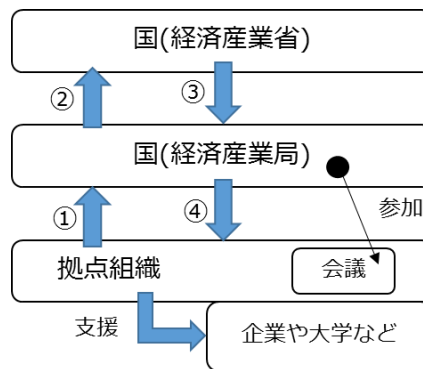 国(経済産業省)
②
③
国(経済産業局)
①
④
参加
拠点組織
会議
支援
企業や大学など